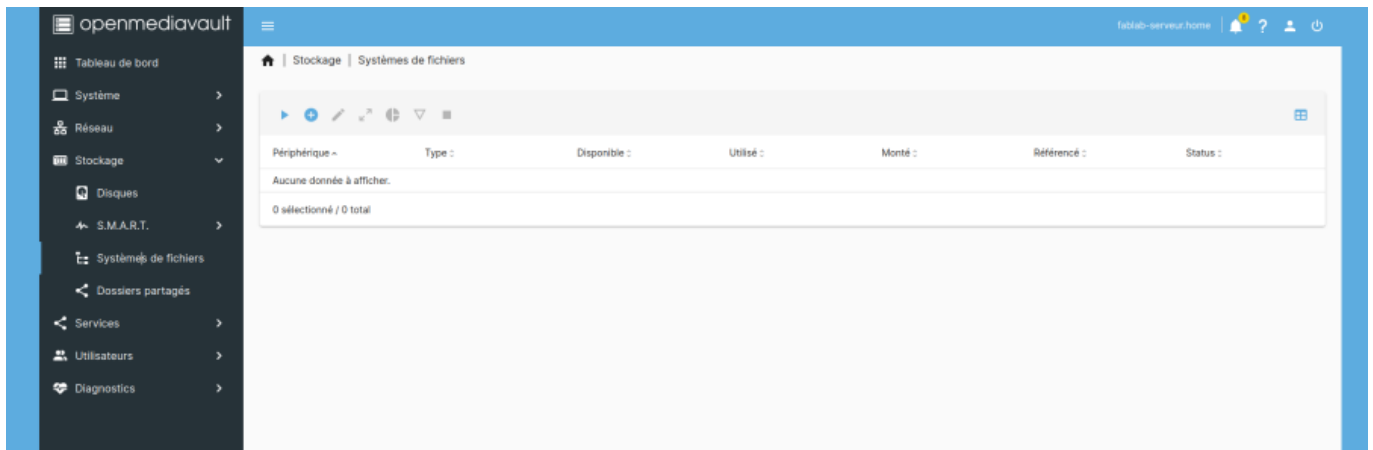 openmediavault
fablab-serveur.home
?
Tableau de bord
Stockage | Systèmes de fichiers
Système
Réseau
Stockage
Périphérique Type Disponible Utilisé Monté Référencé Status
Aucune donnée à afficher.
Disques
0 sélectionné / 0 total
S.M.A.R.T.
Systèmes de fichiers
Dossiers partagés
Services
Utilisateurs
Diagnostics